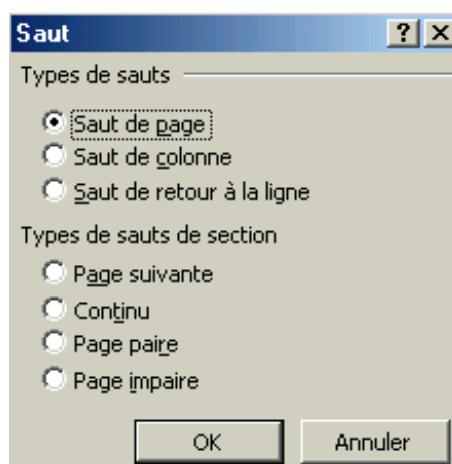 Saut
Types de sauts
Saut de page
Saut de colonne
Saut de retour à la ligne
Types de sauts de section
Page suivante
Continu
Page paire
Page impaire
OK Annuler